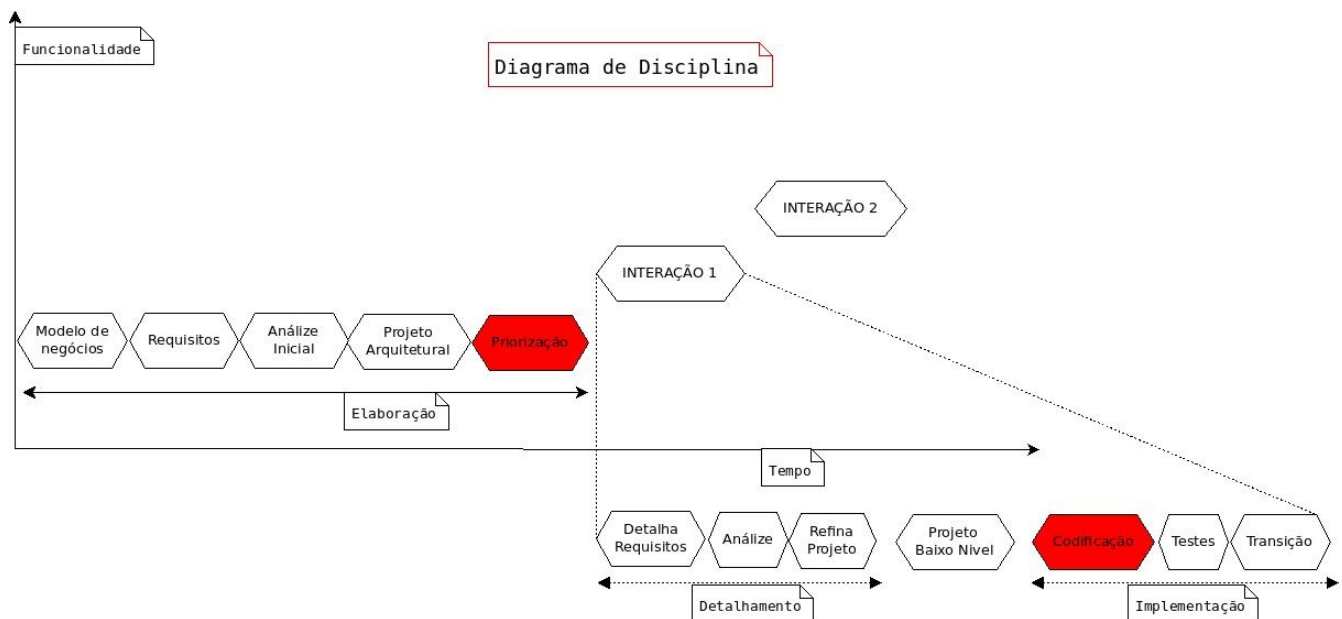 Funcionalidade
Diagrama de Disciplina
INTERAÇÃO 2
INTERAÇÃO 1
Modelo de
negócios
Requisitos
Análize
Inicial
Projeto
Arquitetural
Priorização
Elaboração
Tempo
Detalha
Requisitos
Análize
Refina
Projeto
Projeto
Baixo Nivel
Codificação
Testes
Transição
Detalhamento
Implementação